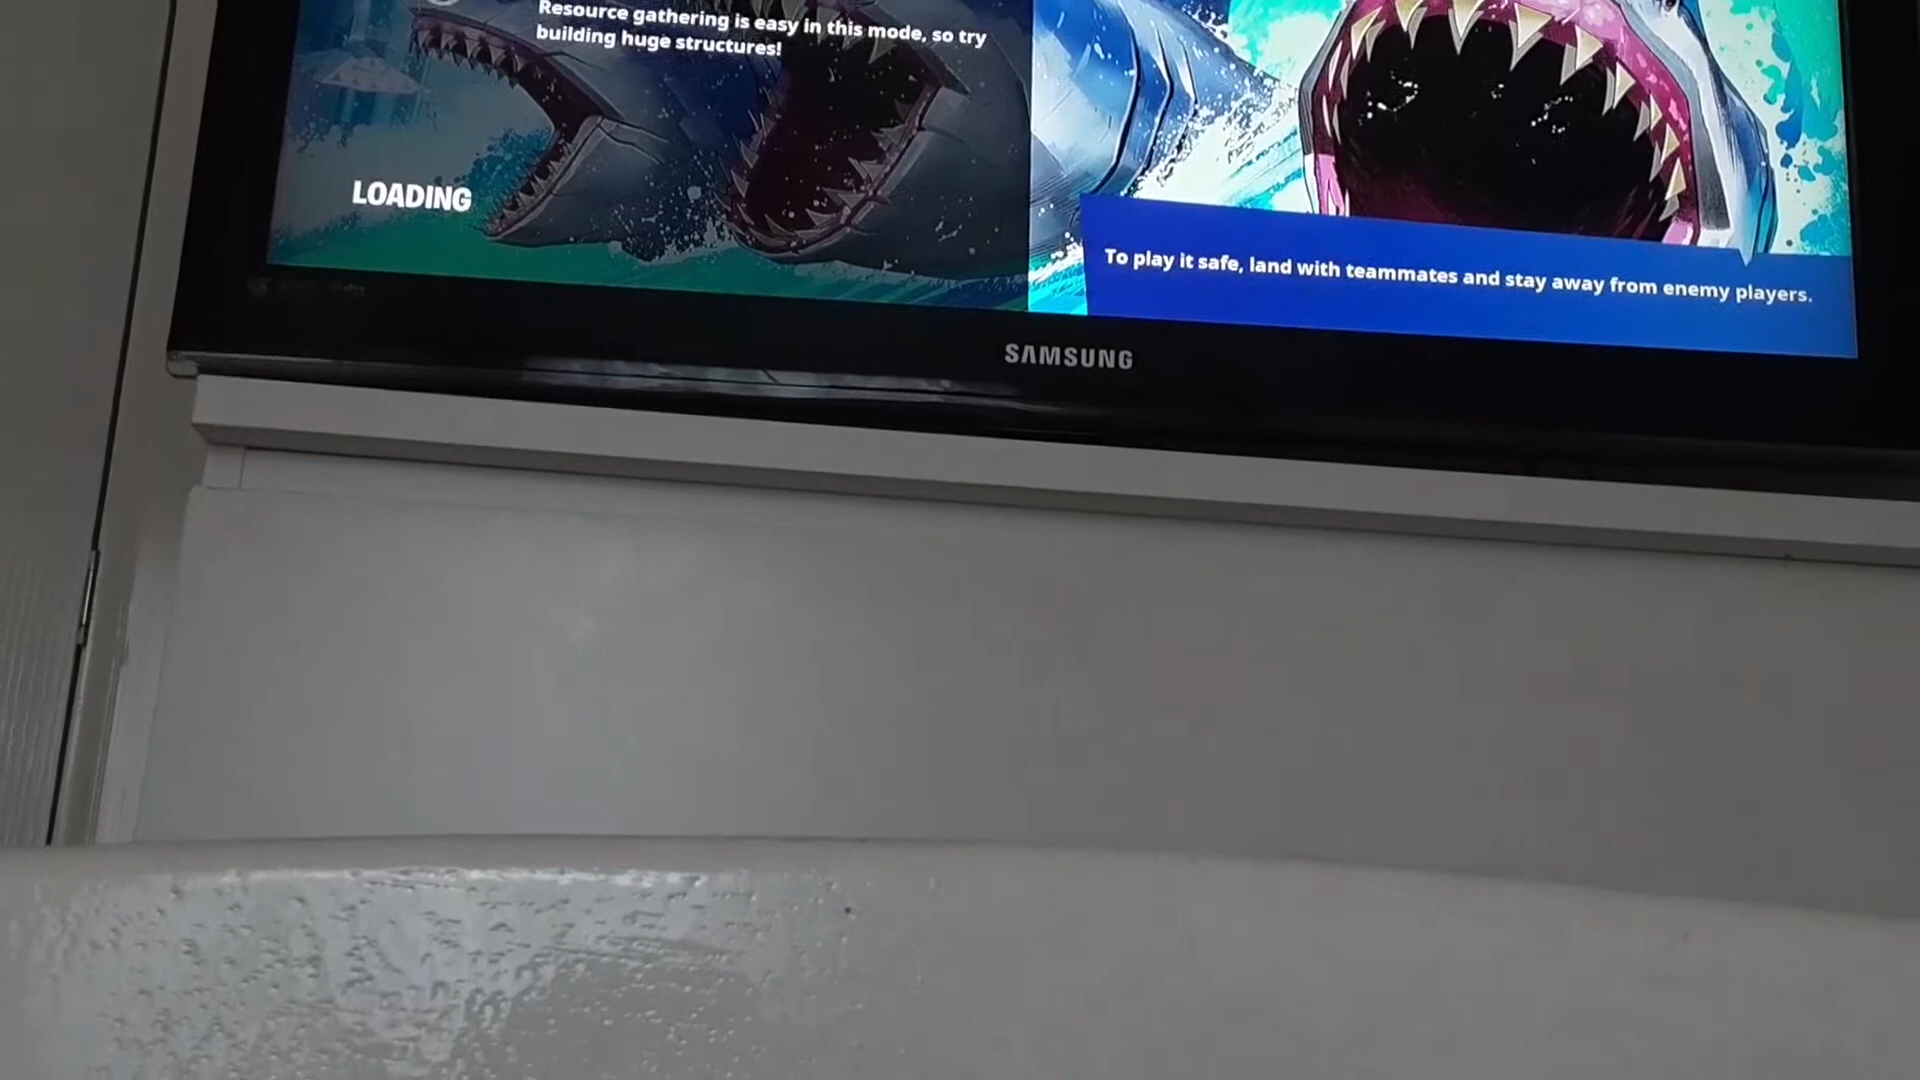 Resource gathering is easy in this mode, so try
building huge structures!
LOADING
To play it safe, land with teammates and stay away from enemy players.
SAMSUNG